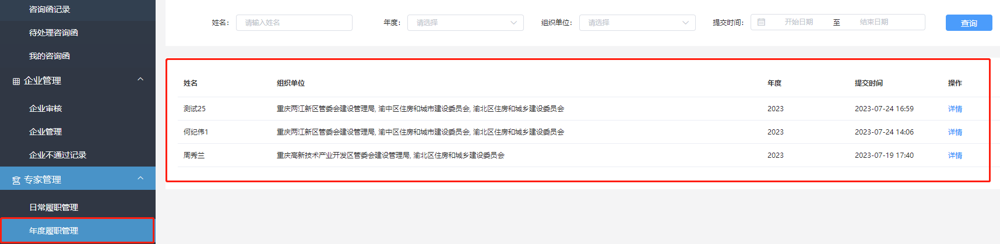 咨询函记录
待处理咨询函
我的咨询函
企业管理
企业审核
企业管理
企业不通过记录
专家管理
日常履职管理
年度履职管理
姓名： 请输入姓名 年度： 请选择 组织单位： 请选择 提交时间： 开始日期 至 结束日期 查询
姓名 组织单位 年度 提交时间 操作
测试25 重庆两江新区管委会建设管理局, 渝中区住房和城市建设委员会, 渝北区住房和城乡建设委员会 2023 2023-07-24 16:59 详情
何纪伟1 重庆两江新区管委会建设管理局, 渝中区住房和城市建设委员会, 渝北区住房和城乡建设委员会 2023 2023-07-24 14:06 详情
周秀兰 重庆高新技术产业开发区管委会建设管理局, 渝北区住房和城乡建设委员会 2023 2023-07-19 17:40 详情